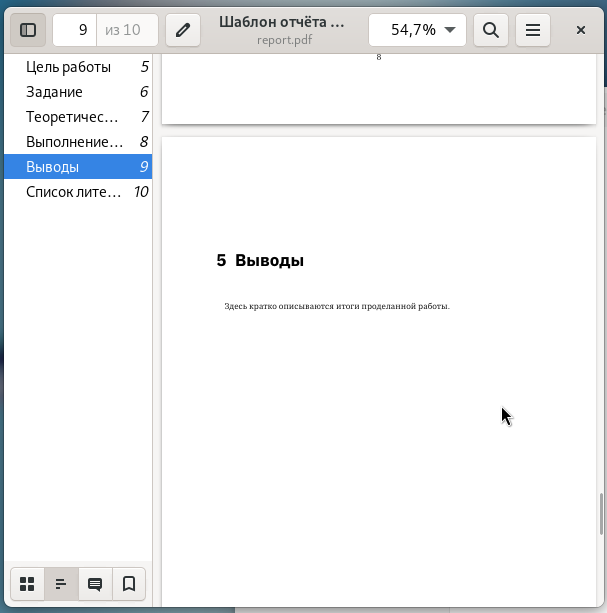 9 из 10
Шаблон отчёта ...
report.pdf
54,7%
Цель работы 5
Задание 6
Теоретичес... 7
Выполнение... 8
Выводы 9
Список лите... 10
8
5 Выводы
Здесь кратко описываются итоги проделанной работы.